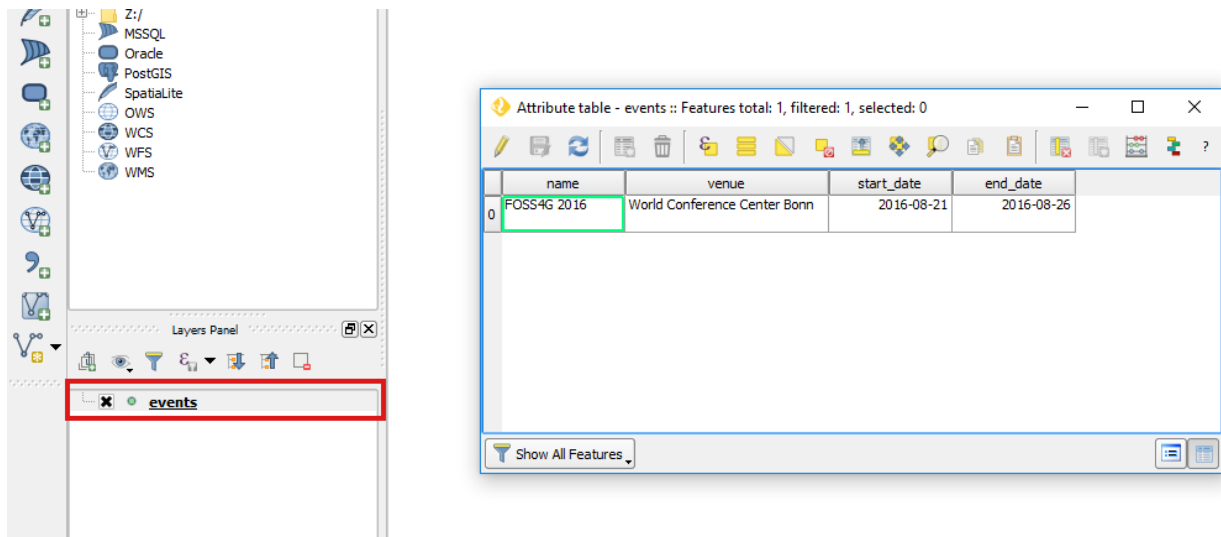 Z:/
MSSQL
Oracle
PostGIS
SpatiaLite
OWS
WCS
WFS
WMS
Layers Panel
events
Attribute table - events :: Features total: 1, filtered: 1, selected: 0
?
name venue start_date end_date
0 FOSS4G 2016 World Conference Center Bonn 2016-08-21 2016-08-26
Show All Features